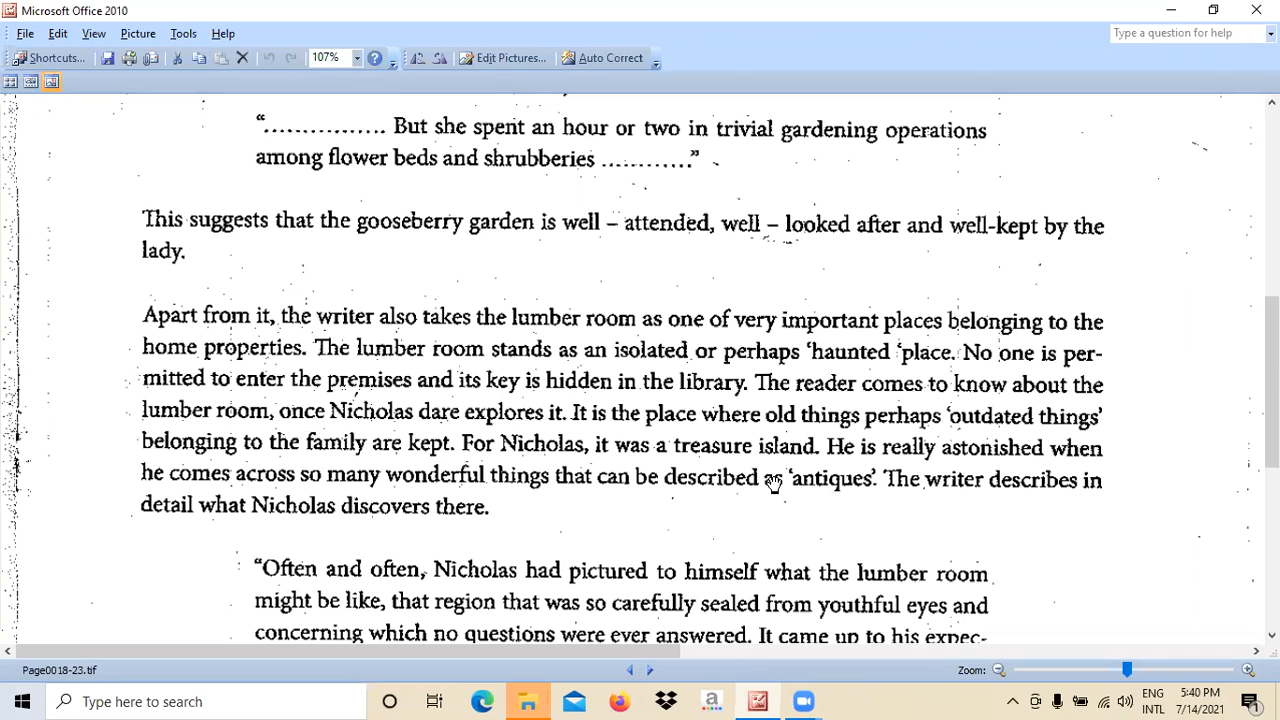 Microsoft Office 2010
File Edit View Picture Tools Help
Type a question for help
Shortcuts... 107% Edit Pictures... Auto Correct
“................ But she spent an hour or two in trivial gardening operations
among flower beds and shrubberies ............”
This suggests that the gooseberry garden is well – attended, well – looked after and well-kept by the
lady.
Apart from it, the writer also takes the lumber room as one of very important places belonging to the
home properties. The lumber room stands as an isolated or perhaps ‘haunted ‘place. No one is per-
mitted to enter the premises and its key is hidden in the library. The reader comes to know about the
lumber room, once Nicholas dare explores it. It is the place where old things perhaps ‘outdated things’
belonging to the family are kept. For Nicholas, it was a treasure island. He is really astonished when
he comes across so many wonderful things that can be described as ‘antiques’. The writer describes in
detail what Nicholas discovers there.
“Often and often, Nicholas had pictured to himself what the lumber room
might be like, that region that was so carefully sealed from youthful eyes and
concerning which no questions were ever answered. It came up to his expec-
Page0018-23.tif Zoom:
Type here to search ENG 5:40 PM
INTL 7/14/2021